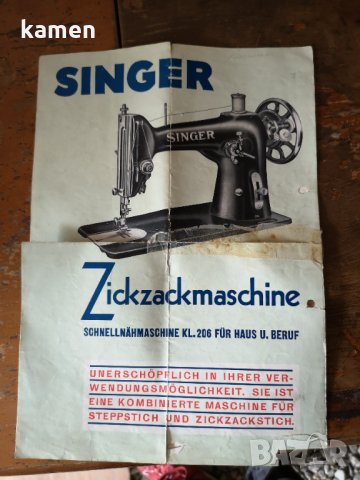 kamen
SINGER
SINGER
Zickzackmaschine
SCHNELLNÄHMASCHINE KL. 206 FÜR HAUS U. BERUF
UNERSCHÖPFLICH IN IHRER VER-
WENDUNGSMÖGLICHKEIT. SIE IST
EINE KOMBINIERTE MASCHINE FÜR
STEPPSTICH UND ZICKZACKSTICH.
BAZAR